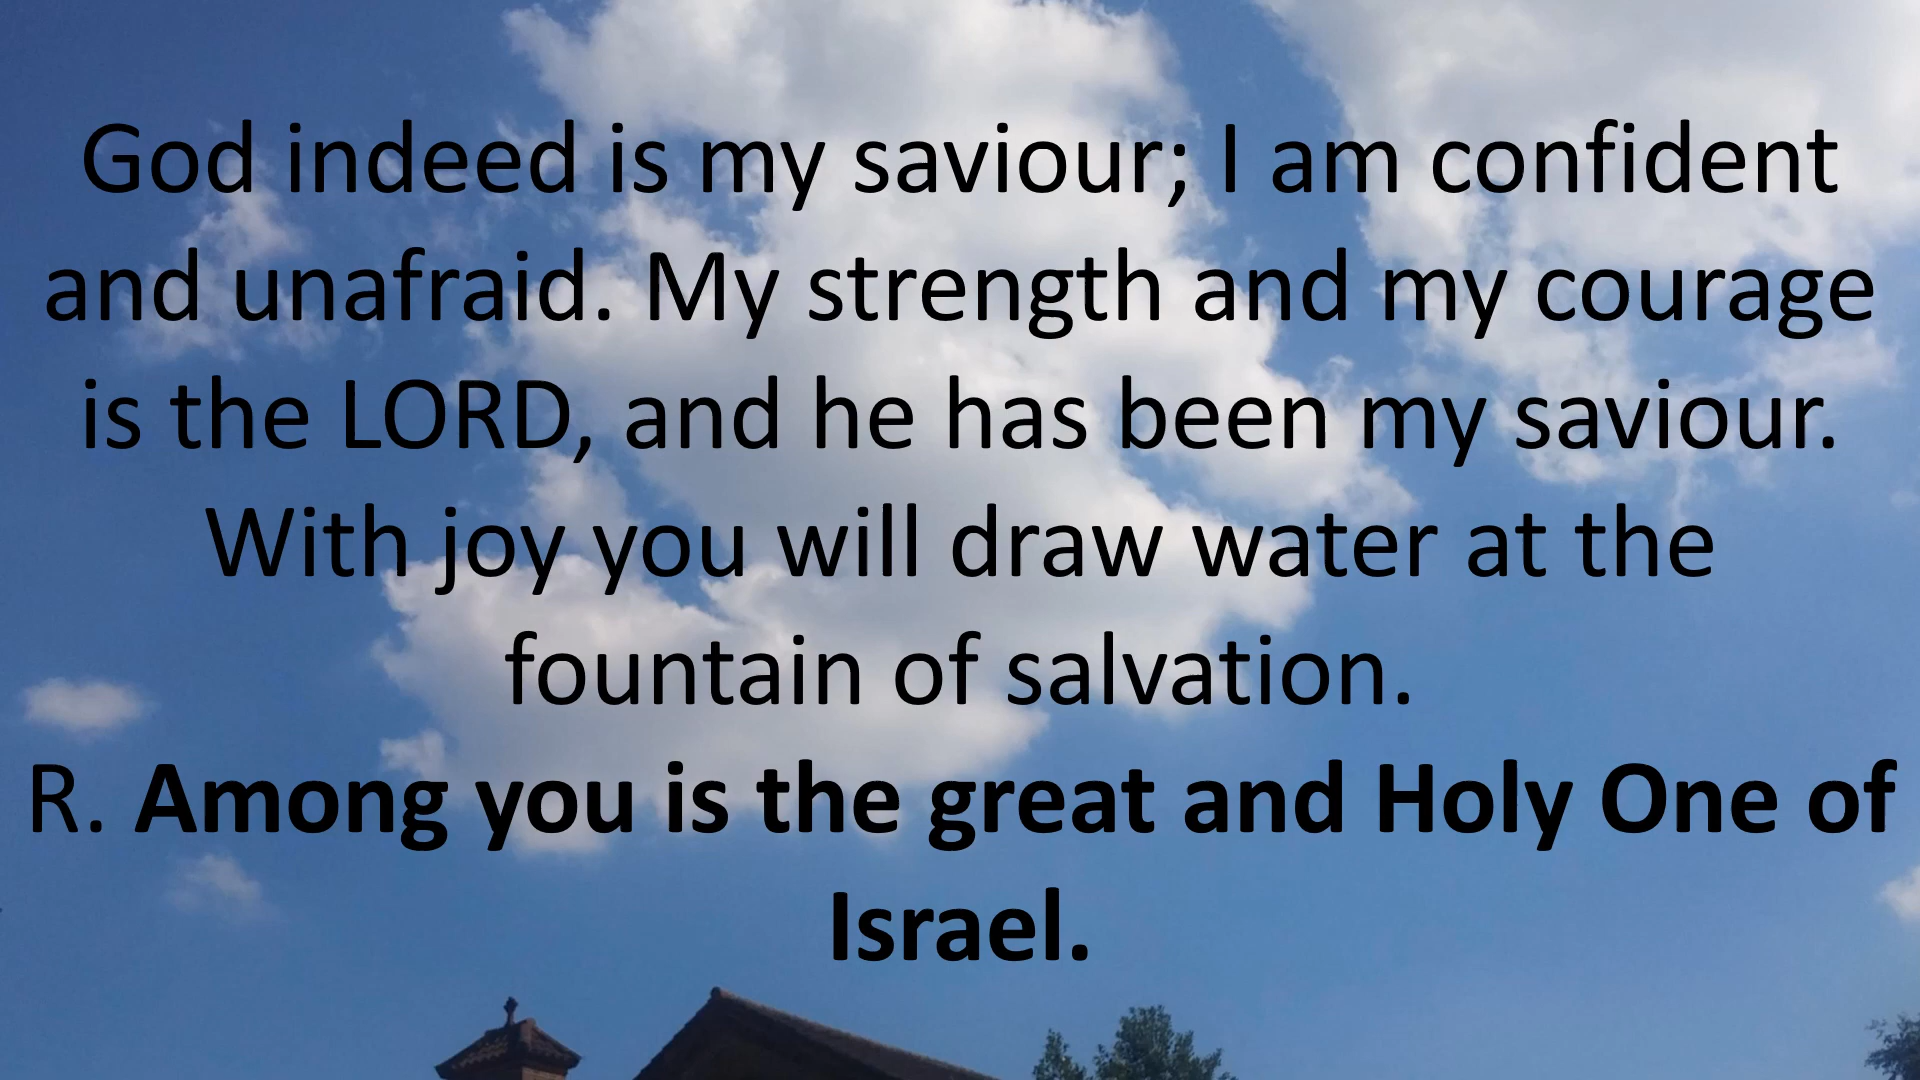 God indeed is my saviour; I am confident
and unafraid. My strength and my courage
is the LORD, and he has been my saviour.
With joy you will draw water at the
fountain of salvation.
R. Among you is the great and Holy One of
Israel.